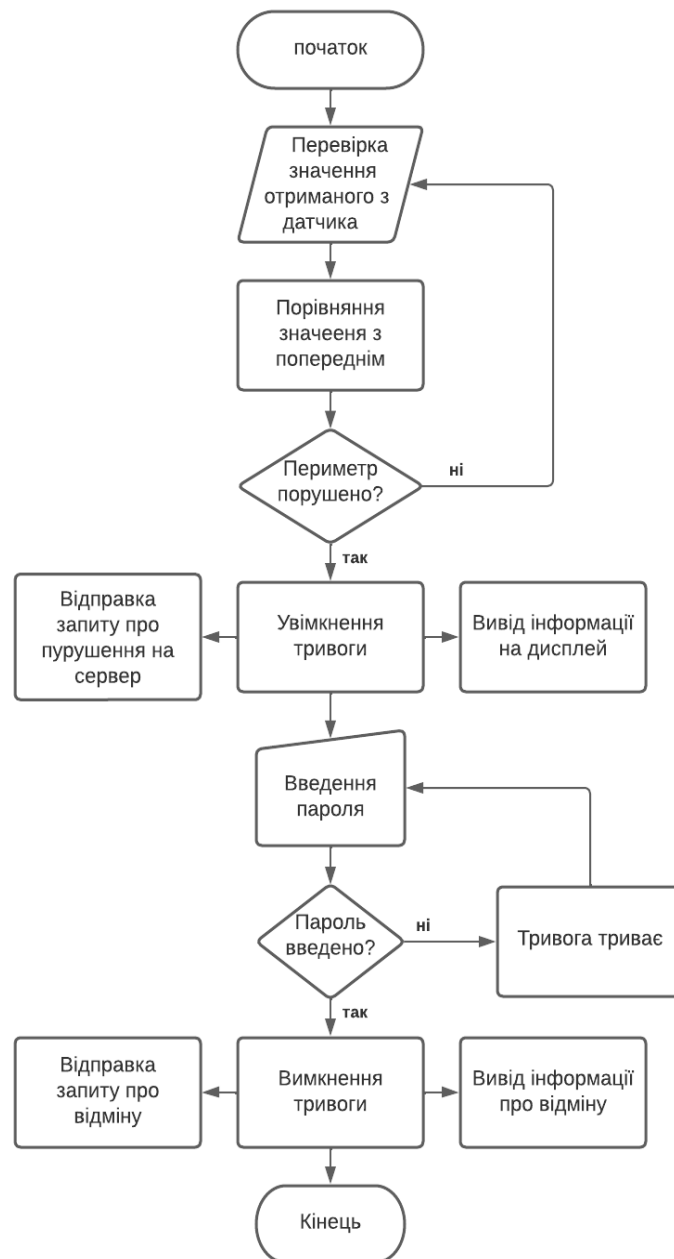 початок
Перевірка
значення
отриманого з
датчика
Порівняння
значееня з
попереднім
Периметр
порушено?
ні
так
Відправка
запиту про
пурушення на
сервер
Увімкнення
тривоги
Вивід інформації
на дисплей
Введення
пароля
Пароль
введено?
ні
Тривога триває
так
Відправка
запиту про
відміну
Вимкнення
тривоги
Вивід інформації
про відміну
Кінець